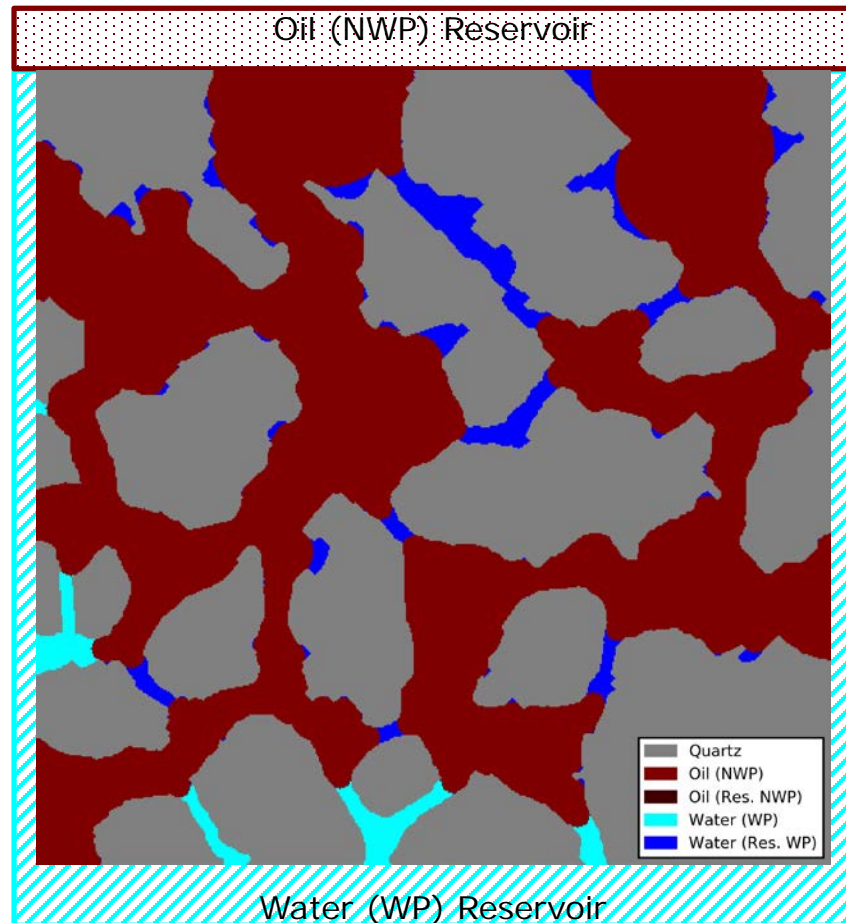 Oil (NWP) Reservoir
Quartz
Oil (NWP)
Oil (Res. NWP)
Water (WP)
Water (Res. WP)
Water (WP) Reservoir